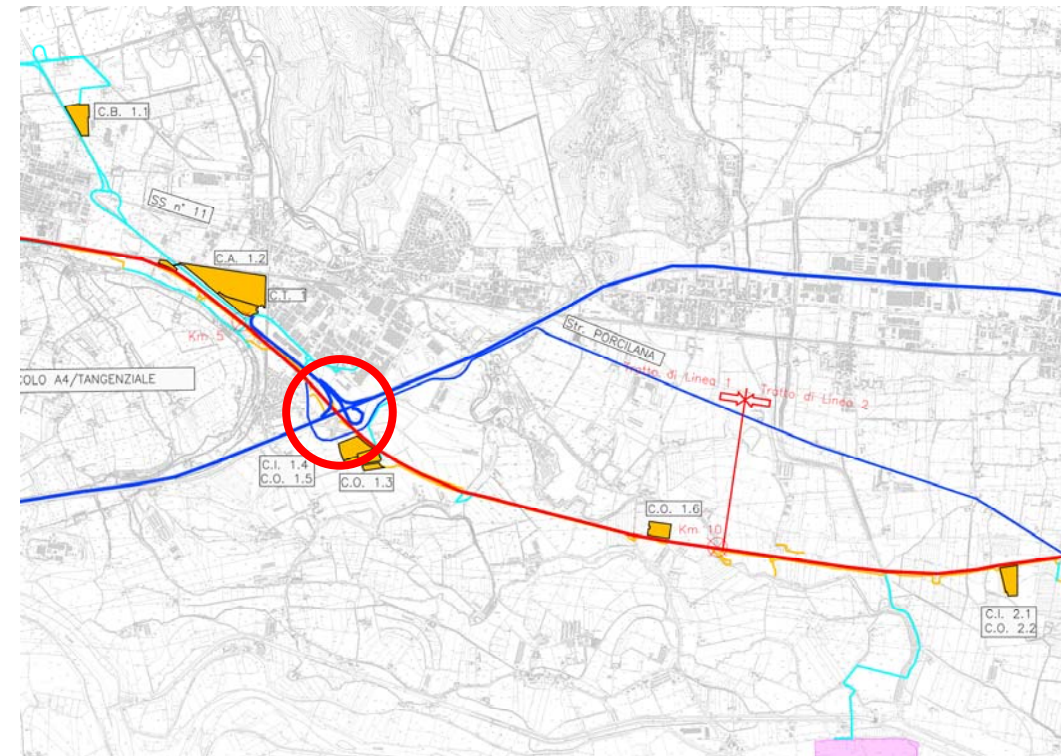 C.B. 1.1
SS n° 11
C.A. 1.2
C.T. 1
Km 5
COLO A4/TANGENZIALE
Str. PORCILANA
Tratto di Linea 1
Tratto di Linea 2
C.I. 1.4
C.O. 1.5
C.O. 1.3
C.O. 1.6
Km 10
C.I. 2.1
C.O. 2.2